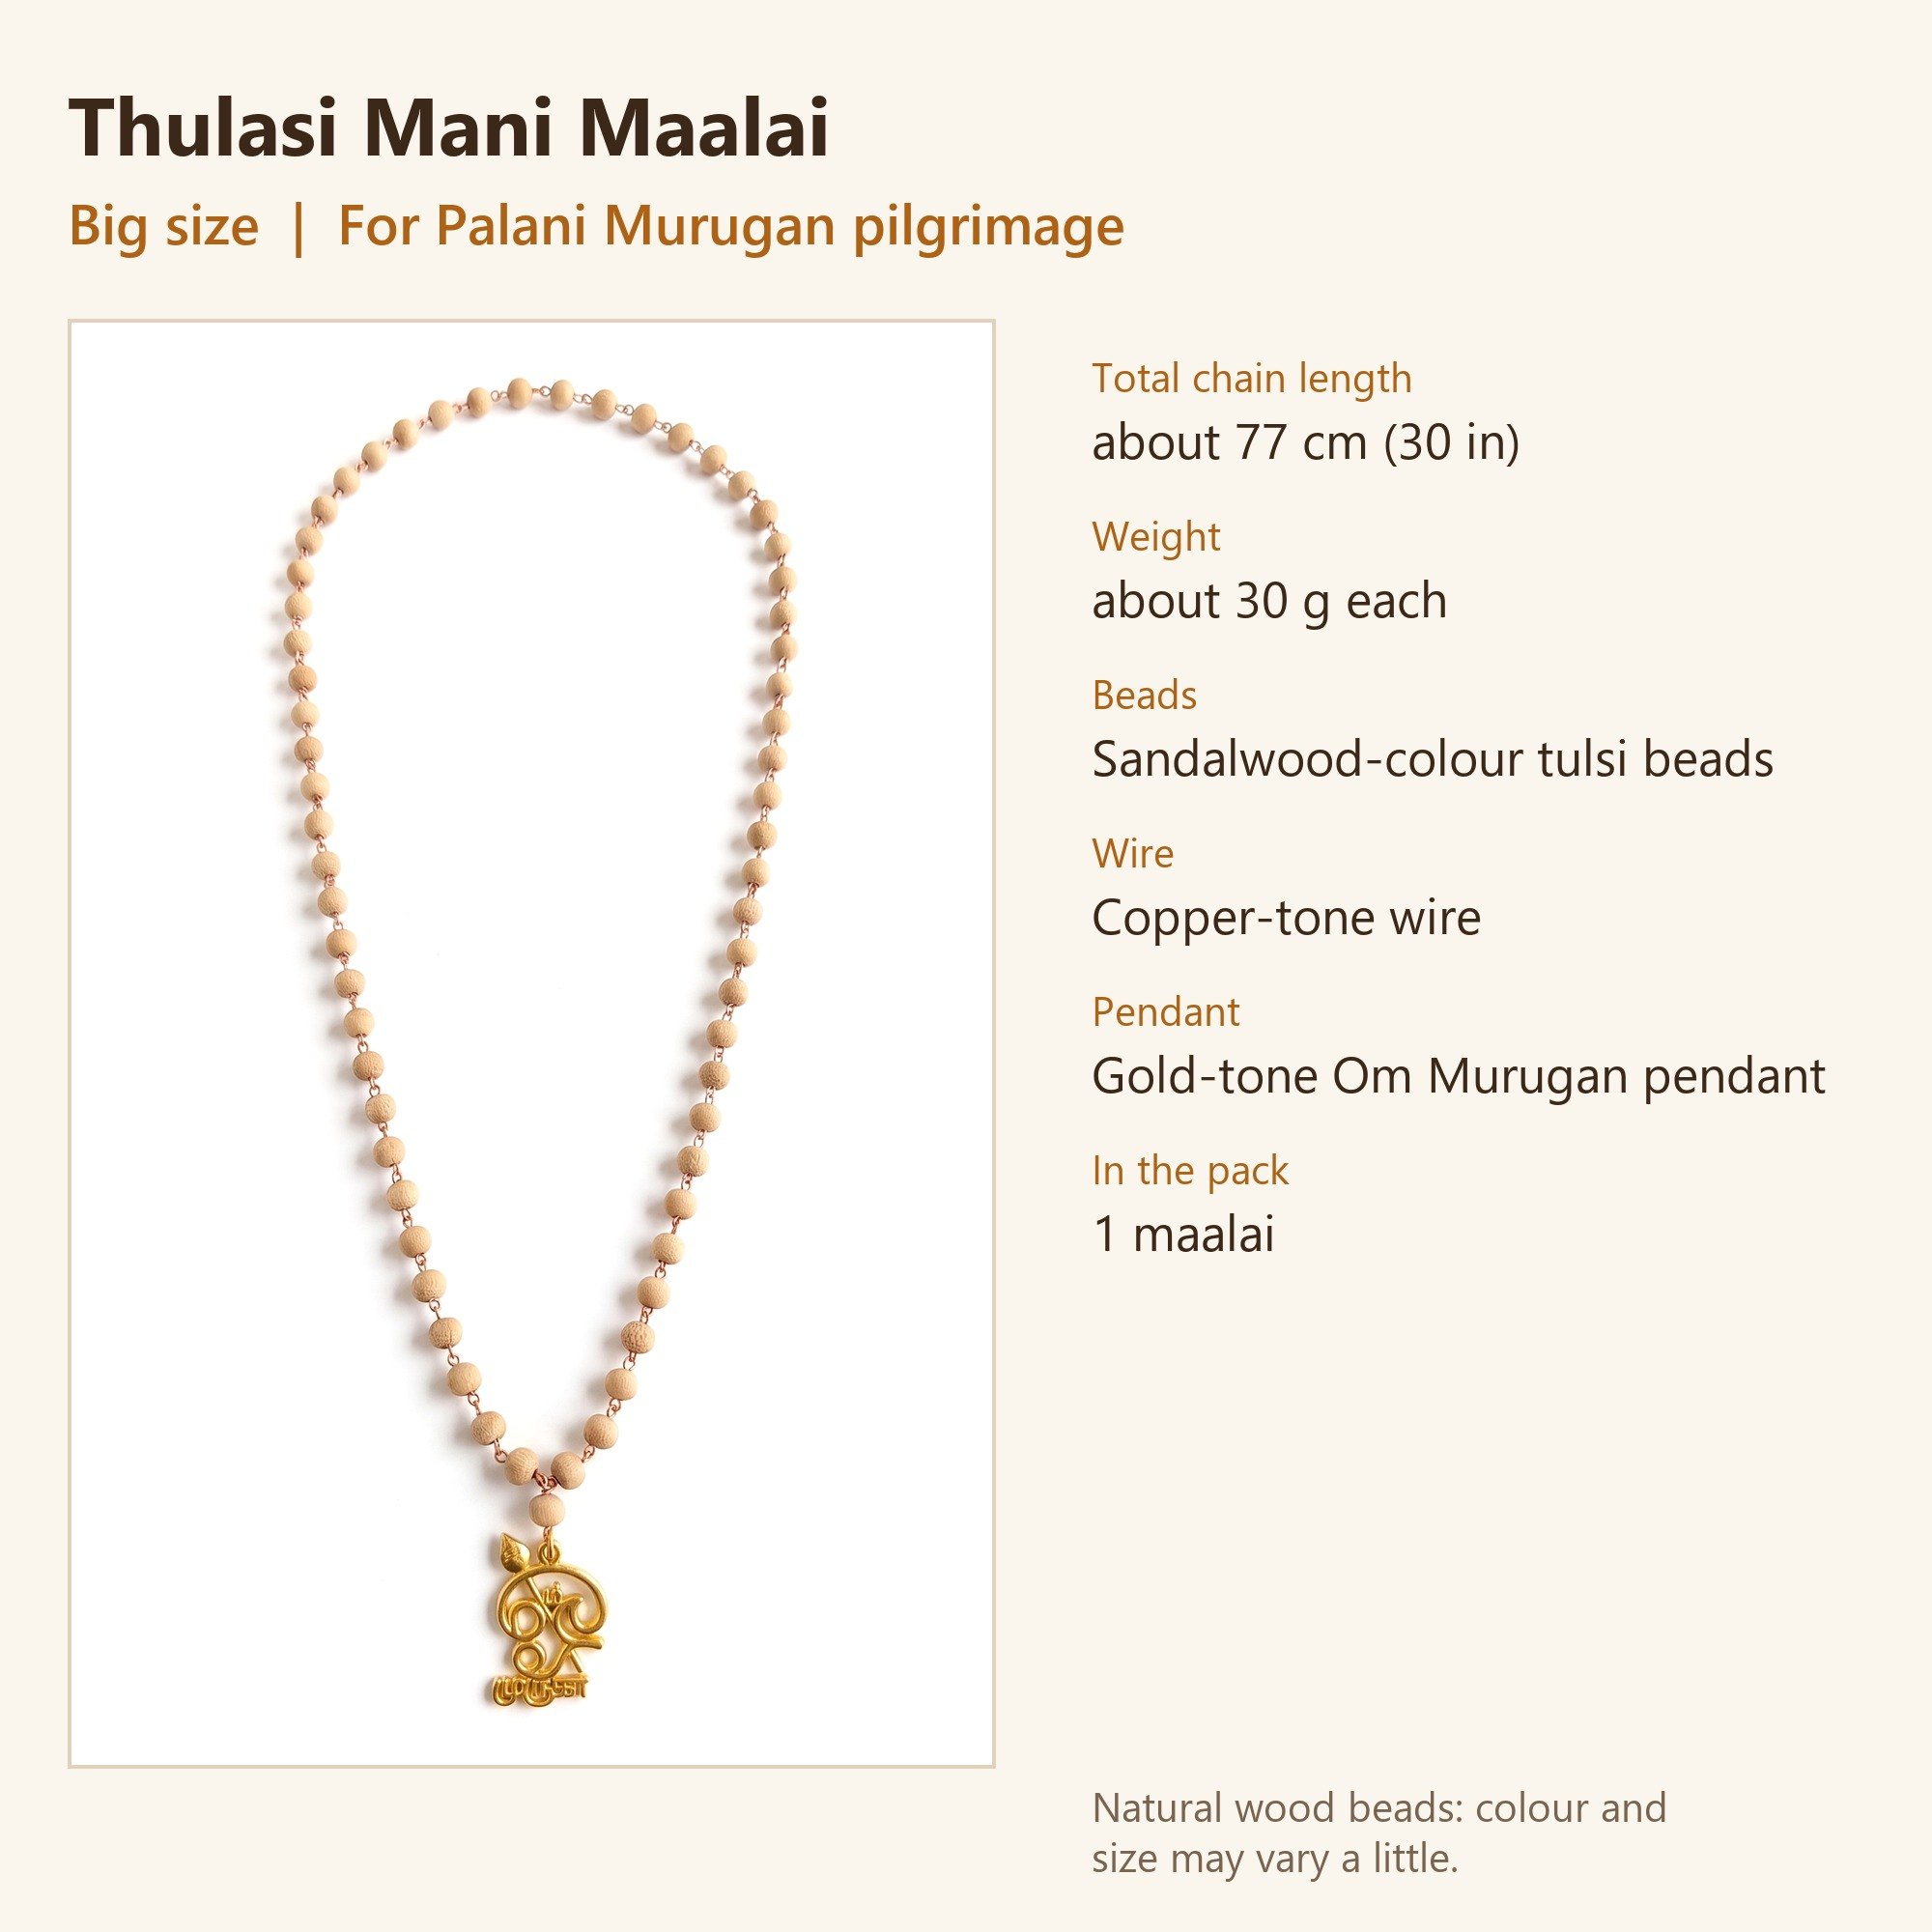 Thulasi Mani Maalai
Big size | For Palani Murugan pilgrimage
Total chain length
about 77 cm (30 in)
Weight
about 30 g each
Beads
Sandalwood-colour tulsi beads
Wire
Copper-tone wire
Pendant
Gold-tone Om Murugan pendant
In the pack
1 maalai
ஓம்
முருகா
Natural wood beads: colour and
size may vary a little.